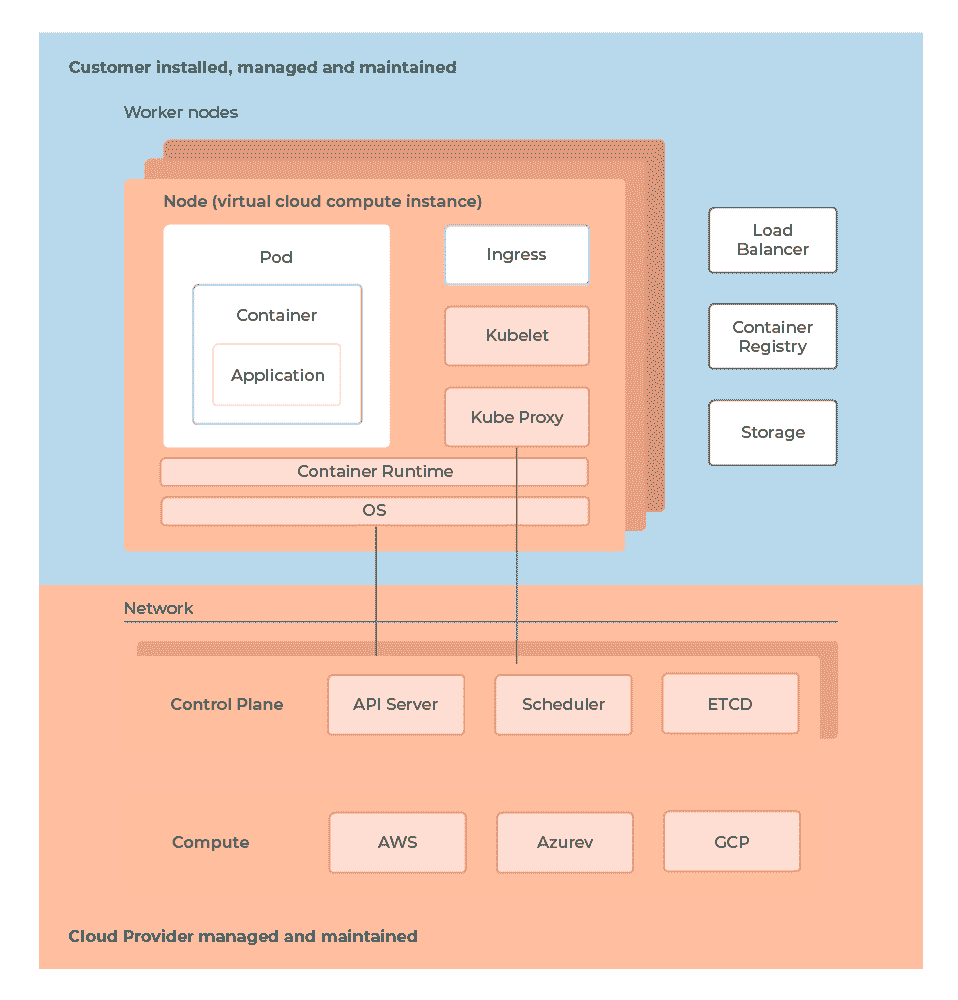 Customer installed, managed and maintained
Worker nodes
Node (virtual cloud compute instance)
Pod
Container
Application
Ingress
Kubelet
Kube Proxy
Container Runtime
OS
Load
Balancer
Container
Registry
Storage
Network
Control Plane
API Server
Scheduler
ETCD
Compute
AWS
Azurev
GCP
Cloud Provider managed and maintained